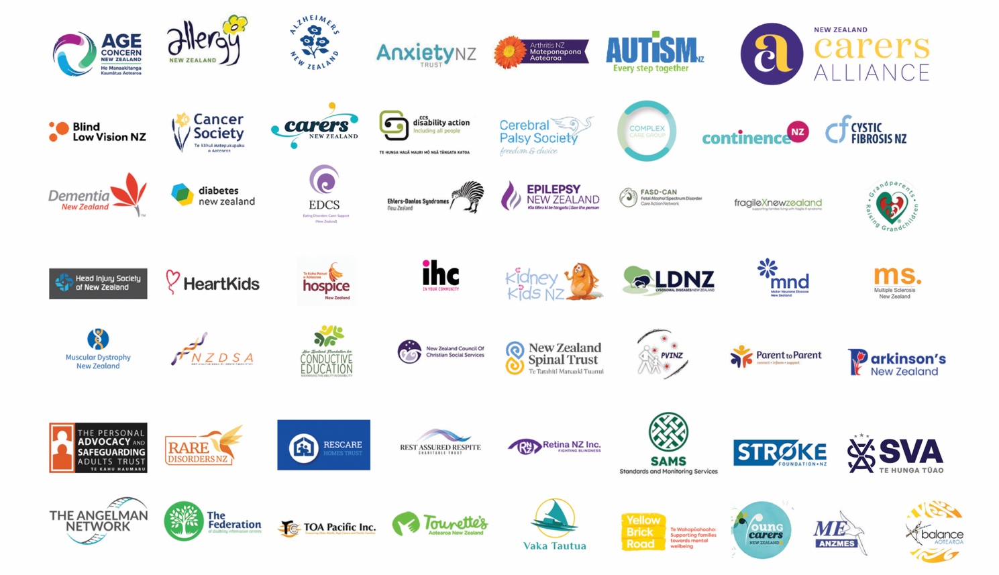 AGE
CONCERN
NEW ZEALAND
He Manaakitanga
Kaumātua Aotearoa
allergy
NEW ZEALAND
ALZHEIMERS
NEW ZEALAND
AnxietyNZ
TRUST
Arthritis NZ
Mateponapona
Aotearoa
AUTiSM NZ
Every step together
a
NEW ZEALAND
carers
ALLIANCE
Blind
Low Vision NZ
Cancer
Society
Te Kāhui Matepukupuku
o Aotearoa
carers
NEW ZEALAND
ccs
disability action
Including all people
TE HUNGA HAUĀ MAURI MŌ NGĀ TĀNGATA KATOA
Cerebral
Palsy Society
freedom & choice
COMPLEX
CARE GROUP
continence NZ
cf CYSTIC
FIBROSIS NZ
Dementia
New Zealand
TM
diabetes
new zealand
EDCS
Eating Disorders Carer Support
(New Zealand)
Ehlers-Danlos Syndromes
New Zealand
EPILEPSY
NEW ZEALAND
Kia titiro ki te tangata | See the person
FASD-CAN
Fetal Alcohol Spectrum Disorder
Care Action Network
fragileXnewzealand
supporting families living with fragile X syndrome
Grandparents
Raising Grandchildren
®
Head Injury Society
of New Zealand
HeartKids
Te Kahu Pairuri
o Aotearoa
hospice
New Zealand
ihc
IN YOUR COMMUNITY
kidney
kids NZ
LDNZ
LYSOSOMAL DISEASES NEW ZEALAND
mnd
Motor Neurone Disease
New Zealand
ms.
Multiple Sclerosis
New Zealand
Muscular Dystrophy
New Zealand
NZDSA
New Zealand Foundation for
CONDUCTIVE
EDUCATION
MAXIMISING THE ABILITY IN DISABILITY
New Zealand Council Of
Christian Social Services
New Zealand
Spinal Trust
Te Tarahiti Manaaki Tuanui
PVINZ
Parent to Parent
connect • inform • support
Parkinson's
New Zealand
THE PERSONAL
ADVOCACY AND
SAFEGUARDING
ADULTS TRUST
TE KAHU HAUMARU
RARE
DISORDERS NZ
RESCARE
HOMES TRUST
REST ASSURED RESPITE
CHARITABLE TRUST
RNZ
Retina NZ Inc.
FIGHTING BLINDNESS
SAMS
Standards and Monitoring Services
STRØKE
FOUNDATION•NZ
SVA
SVA
TE HUNGA TŪAO
THE ANGELMAN
NETWORK
The
Federation
of disability information centres
TOA Pacific Inc.
Tourette's
Aotearoa New Zealand
Vaka Tautua
Yellow
Brick
Road
Te Wahapūahoaho:
Supporting families
towards mental
wellbeing
young
carers
NEW ZEALAND
ME
ANZMES
balance
AOTEAROA